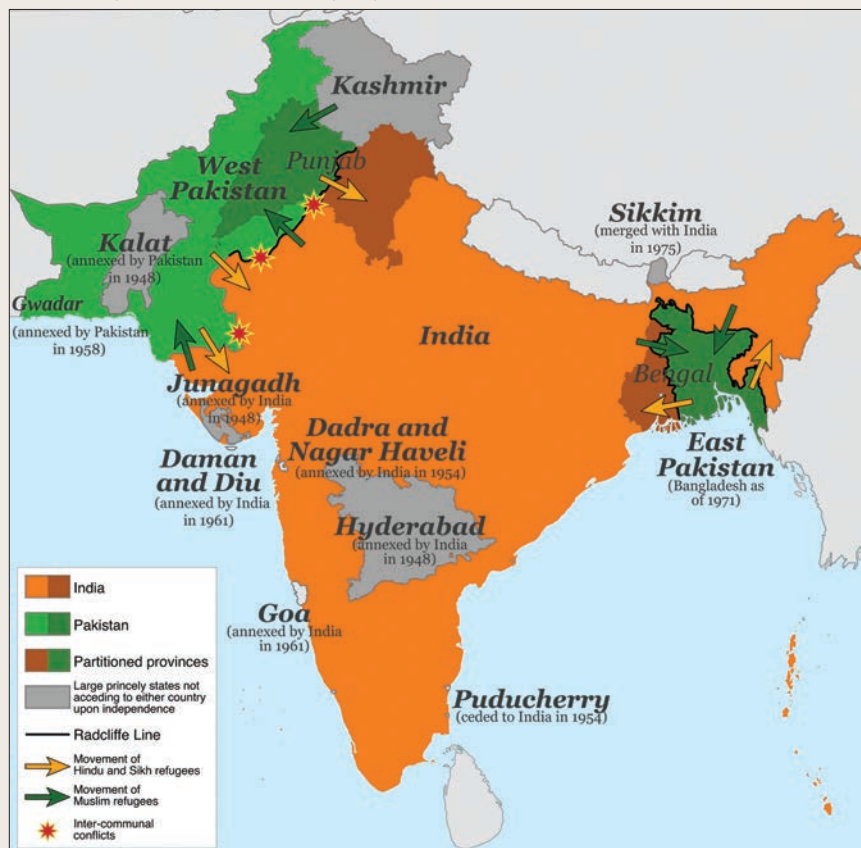 Kashmir
Punjab
West
Pakistan
Kalat
(annexed by Pakistan
in 1948)
Gwadar
(annexed by Pakistan
in 1958)
Sikkim
(merged with India
in 1975)
India
Bengal
East
Pakistan
(Bangladesh as
of 1971)
Junagadh
(annexed by India
in 1948)
Daman
and Diu
(annexed by India
in 1961)
Dadra and
Nagar Haveli
(annexed by India in 1954)
Hyderabad
(annexed by India
in 1948)
Goa
(annexed by India
in 1961)
Puducherry
(ceded to India in 1954)
India
Pakistan
Partitioned provinces
Large princely states not
acceding to either country
upon independence
Radcliffe Line
Movement of
Hindu and Sikh refugees
Movement of
Muslim refugees
Inter-communal
conflicts